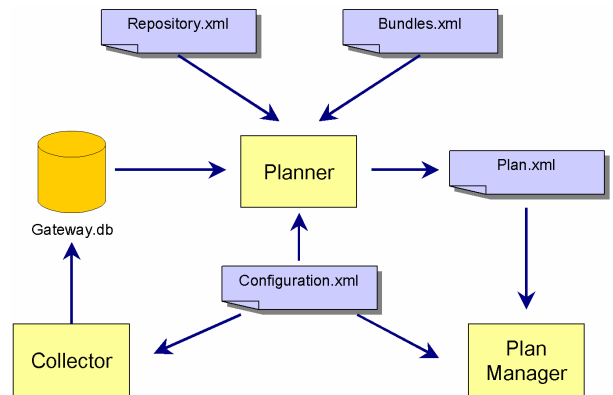 Repository.xml
Bundles.xml
Planner
Plan.xml
Gateway.db
Configuration.xml
Collector
Plan
Manager